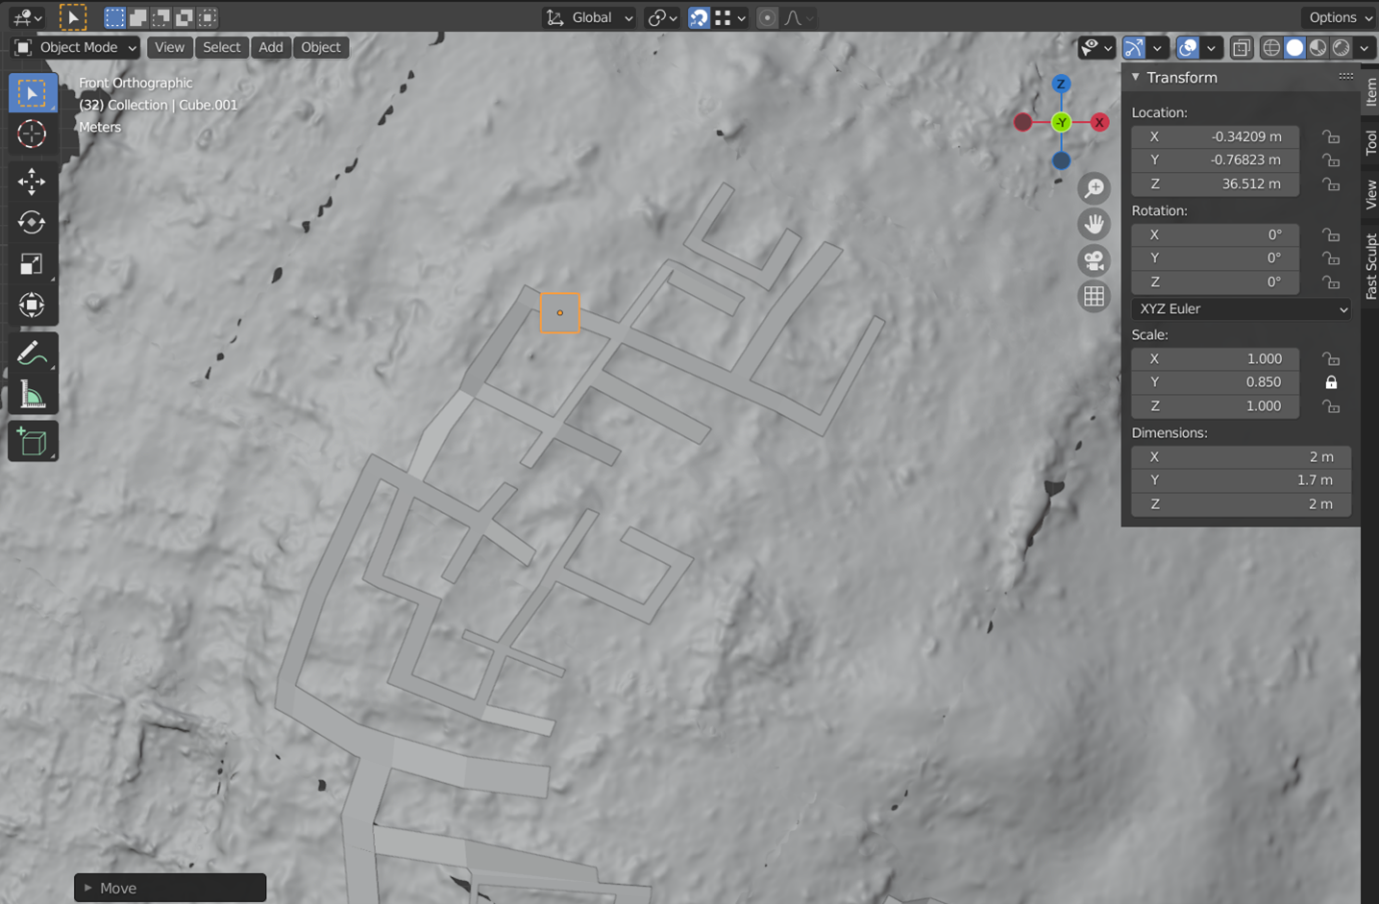 Global
Options
Object Mode
View
Select
Add
Object
Front Orthographic
(32) Collection | Cube.001
Meters
Z
-Y
X
Transform
Location:
X -0.34209 m
Y -0.76823 m
Z 36.512 m
Rotation:
X 0°
Y 0°
Z 0°
XYZ Euler
Scale:
X 1.000
Y 0.850
Z 1.000
Dimensions:
X 2 m
Y 1.7 m
Z 2 m
Item
Tool
View
Fast Sculpt
Move